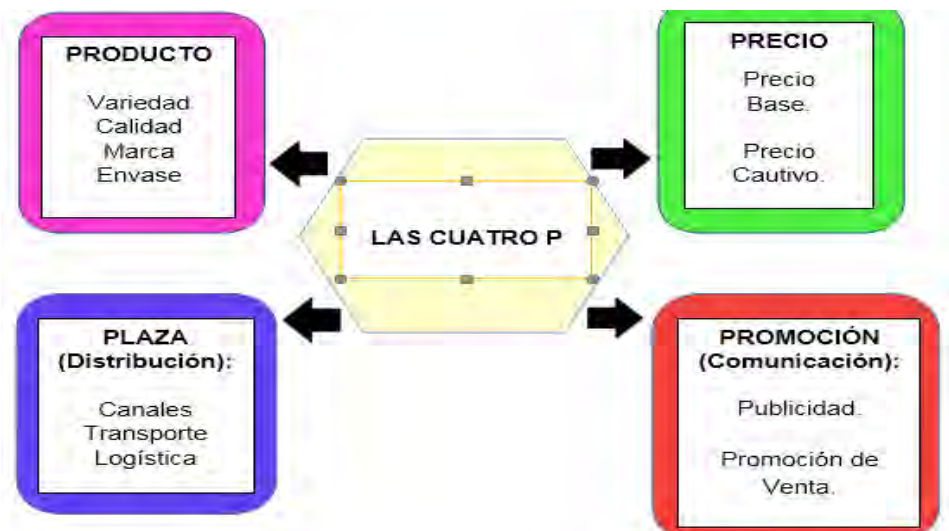 PRODUCTO
Variedad
Calidad
Marca
Envase
PRECIO
Precio
Base.
Precio
Cautivo.
LAS CUATRO P
PLAZA
(Distribución):
Canales
Transporte
Logística
PROMOCIÓN
(Comunicación):
Publicidad.
Promoción de
Venta.